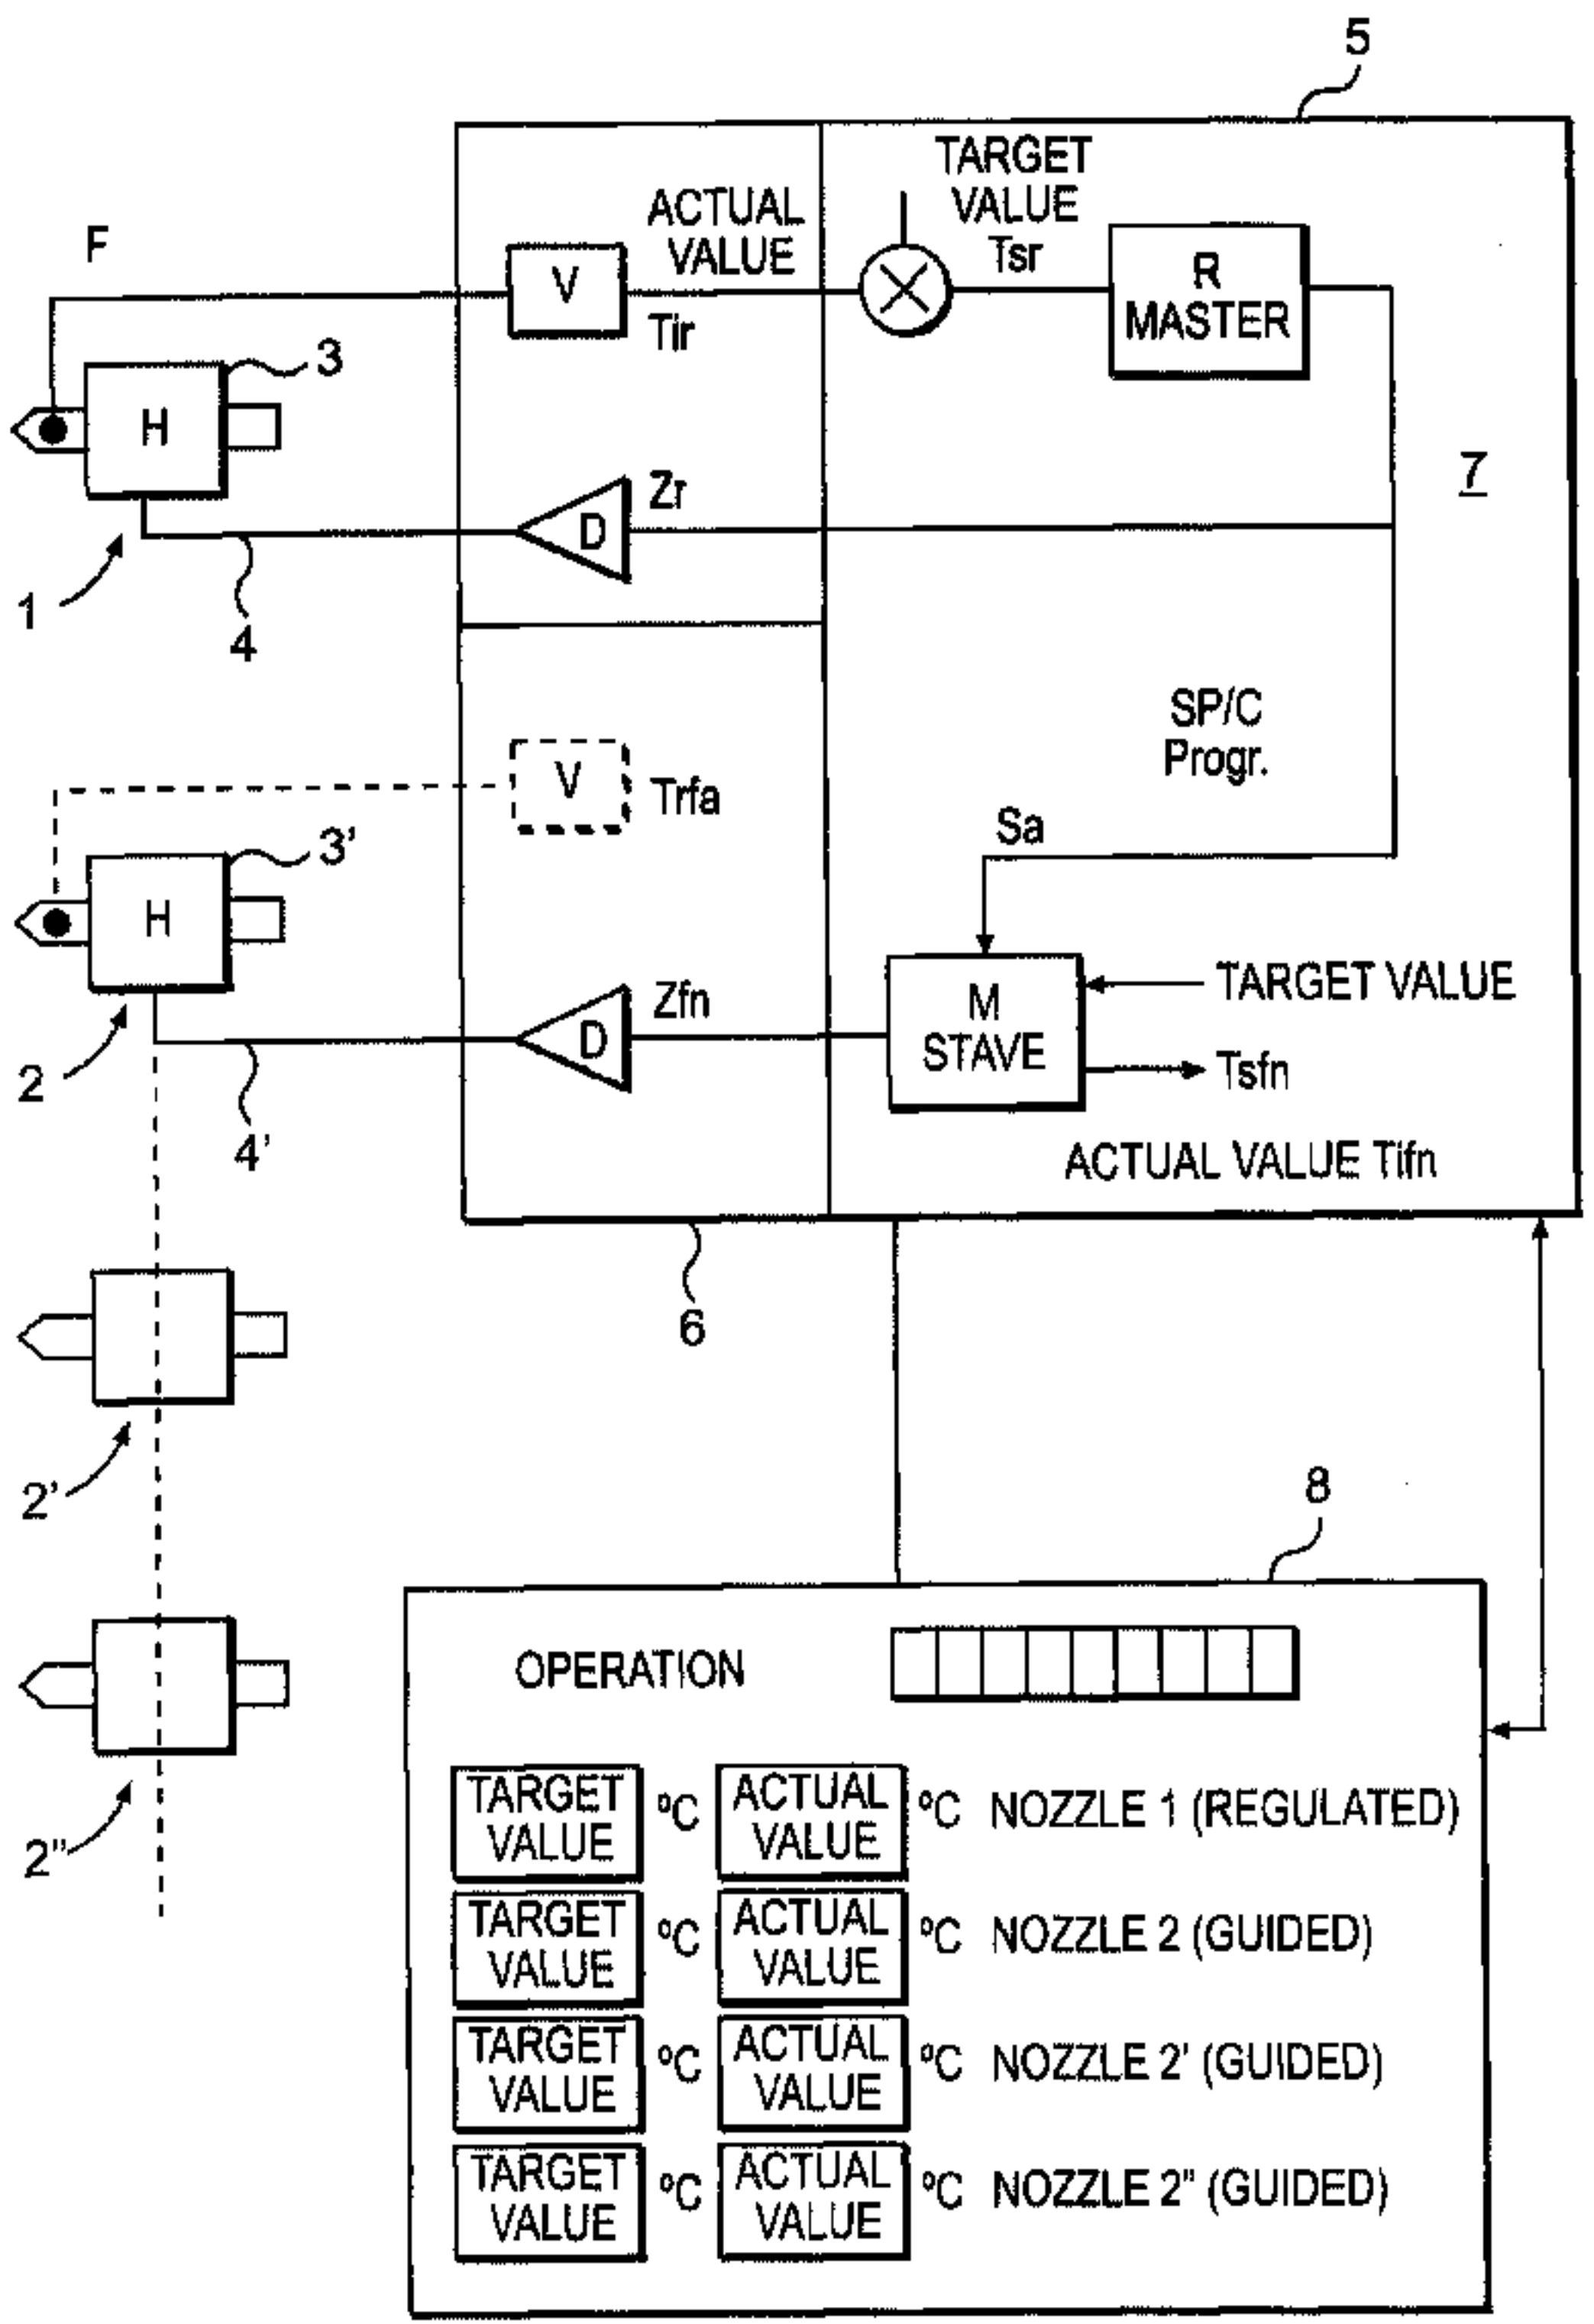 5
TARGET
VALUE
Tsr
ACTUAL
VALUE
F
V
R
MASTER
Tir
3
H
7
Zr
D
1
4
SP/C
Progr.
V
Trfa
Sa
3'
H
TARGET VALUE
Zfn
M
STAVE
D
2
Tsfn
4'
ACTUAL VALUE Tifn
6
2'
8
OPERATION
TARGET VALUE °C ACTUAL VALUE °C NOZZLE 1 (REGULATED)
TARGET VALUE °C ACTUAL VALUE °C NOZZLE 2 (GUIDED)
TARGET VALUE °C ACTUAL VALUE °C NOZZLE 2' (GUIDED)
TARGET VALUE °C ACTUAL VALUE °C NOZZLE 2" (GUIDED)
2"